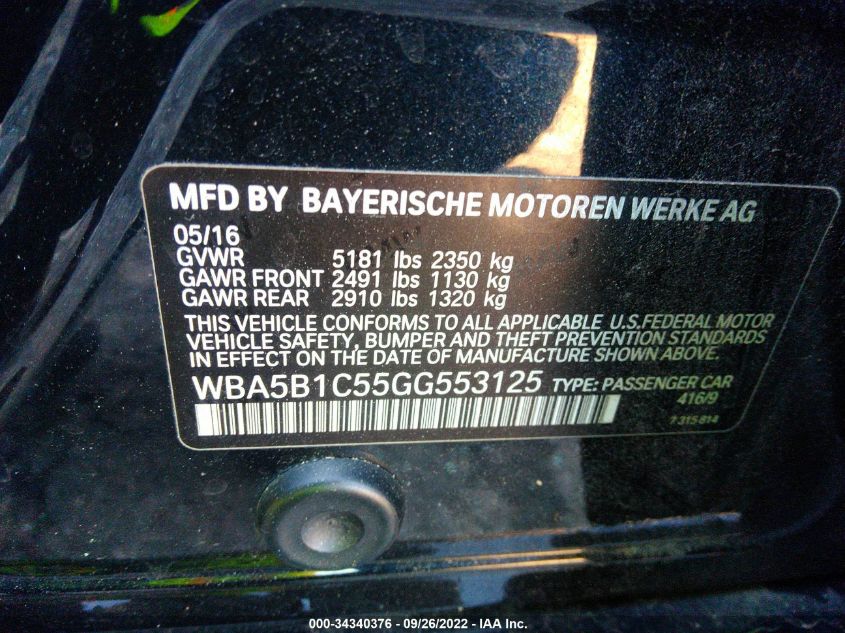 MFD BY BAYERISCHE MOTOREN WERKE AG
05/16
GVWR 5181 lbs 2350 kg
GAWR FRONT 2491 lbs 1130 kg
GAWR REAR 2910 lbs 1320 kg
THIS VEHICLE CONFORMS TO ALL APPLICABLE U.S.FEDERAL MOTOR
VEHICLE SAFETY, BUMPER AND THEFT PREVENTION STANDARDS
IN EFFECT ON THE DATE OF MANUFACTURE SHOWN ABOVE.
WBA5B1C55GG553125 TYPE: PASSENGER CAR
416/9
7 315 814
000-34340376 - 09/26/2022 - IAA Inc.